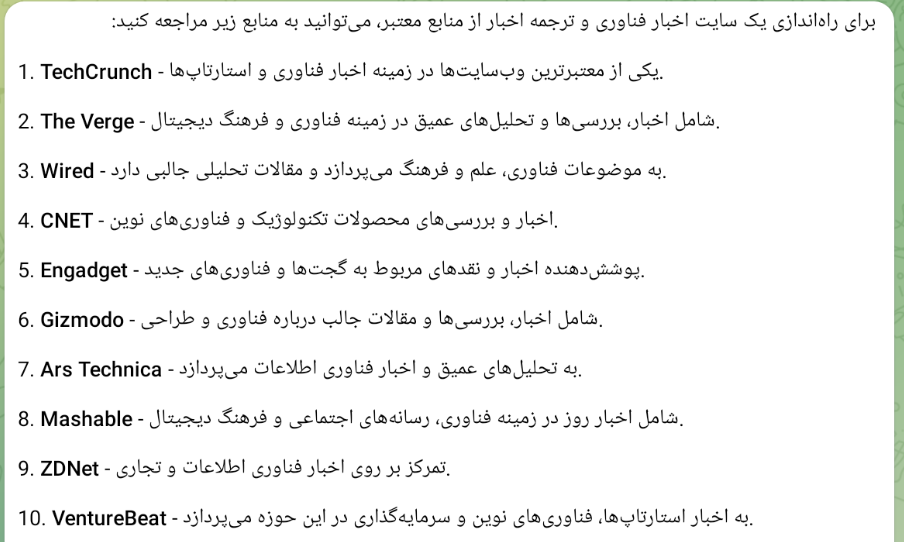 برای راه‌اندازی یک سایت اخبار فناوری و ترجمه اخبار از منابع معتبر، می‌توانید به منابع زیر مراجعه کنید:
1. TechCrunch - یکی از معتبرترین وب‌سایت‌ها در زمینه اخبار فناوری و استارتاپ‌ها.
2. The Verge - شامل اخبار، بررسی‌ها و تحلیل‌های عمیق در زمینه فناوری و فرهنگ دیجیتال.
3. Wired - به موضوعات فناوری، علم و فرهنگ می‌پردازد و مقالات تحلیلی جالبی دارد.
4. CNET - اخبار و بررسی‌های محصولات تکنولوژیک و فناوری‌های نوین.
5. Engadget - پوشش‌دهنده اخبار و نقدهای مربوط به گجت‌ها و فناوری‌های جدید.
6. Gizmodo - شامل اخبار، بررسی‌ها و مقالات جالب درباره فناوری و طراحی.
7. Ars Technica - به تحلیل‌های عمیق و اخبار فناوری اطلاعات می‌پردازد.
8. Mashable - شامل اخبار روز در زمینه فناوری، رسانه‌های اجتماعی و فرهنگ دیجیتال.
9. ZDNet - تمرکز بر روی اخبار فناوری اطلاعات و تجاری.
10. VentureBeat - به اخبار استارتاپ‌ها، فناوری‌های نوین و سرمایه‌گذاری در این حوزه می‌پردازد.